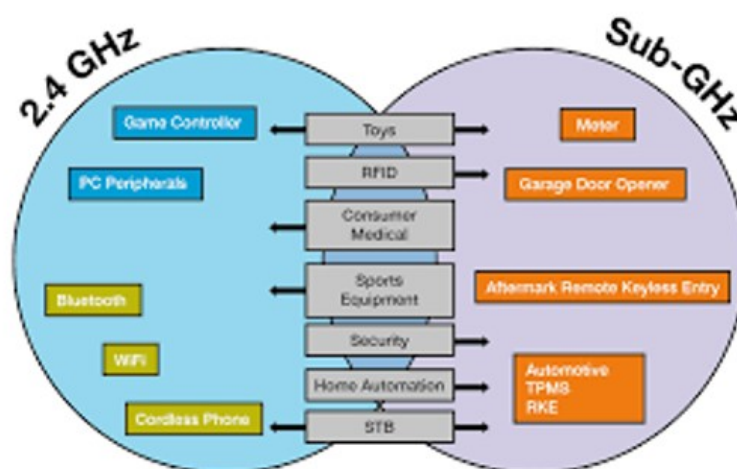 2.4 GHz
Sub-GHz
Game Controller
PC Peripherals
Bluetooth
WiFi
Cordless Phone
Toys
RFID
Consumer
Medical
Sports
Equipment
Security
Home Automation
STB
Meter
Garage Door Opener
Aftermark Remote Keyless Entry
Automotive
TPMS
RKE